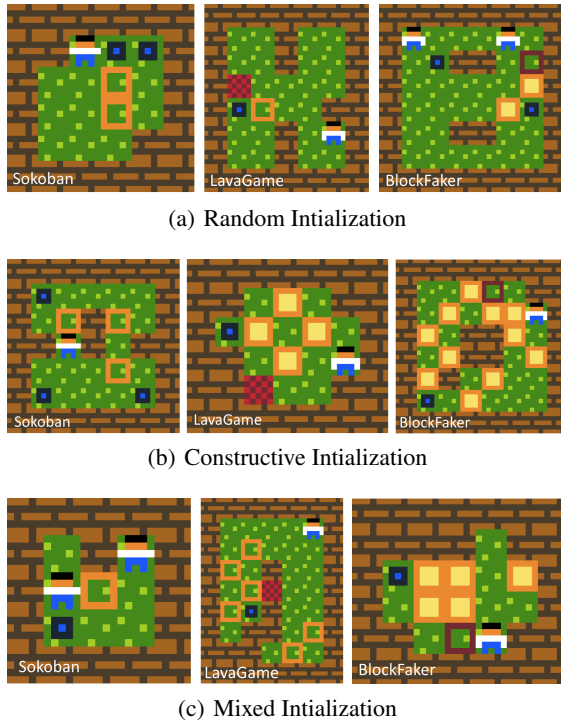 Sokoban
LavaGame
BlockFaker
(a) Random Intialization
Sokoban
LavaGame
BlockFaker
(b) Constructive Intialization
Sokoban
LavaGame
BlockFaker
(c) Mixed Intialization